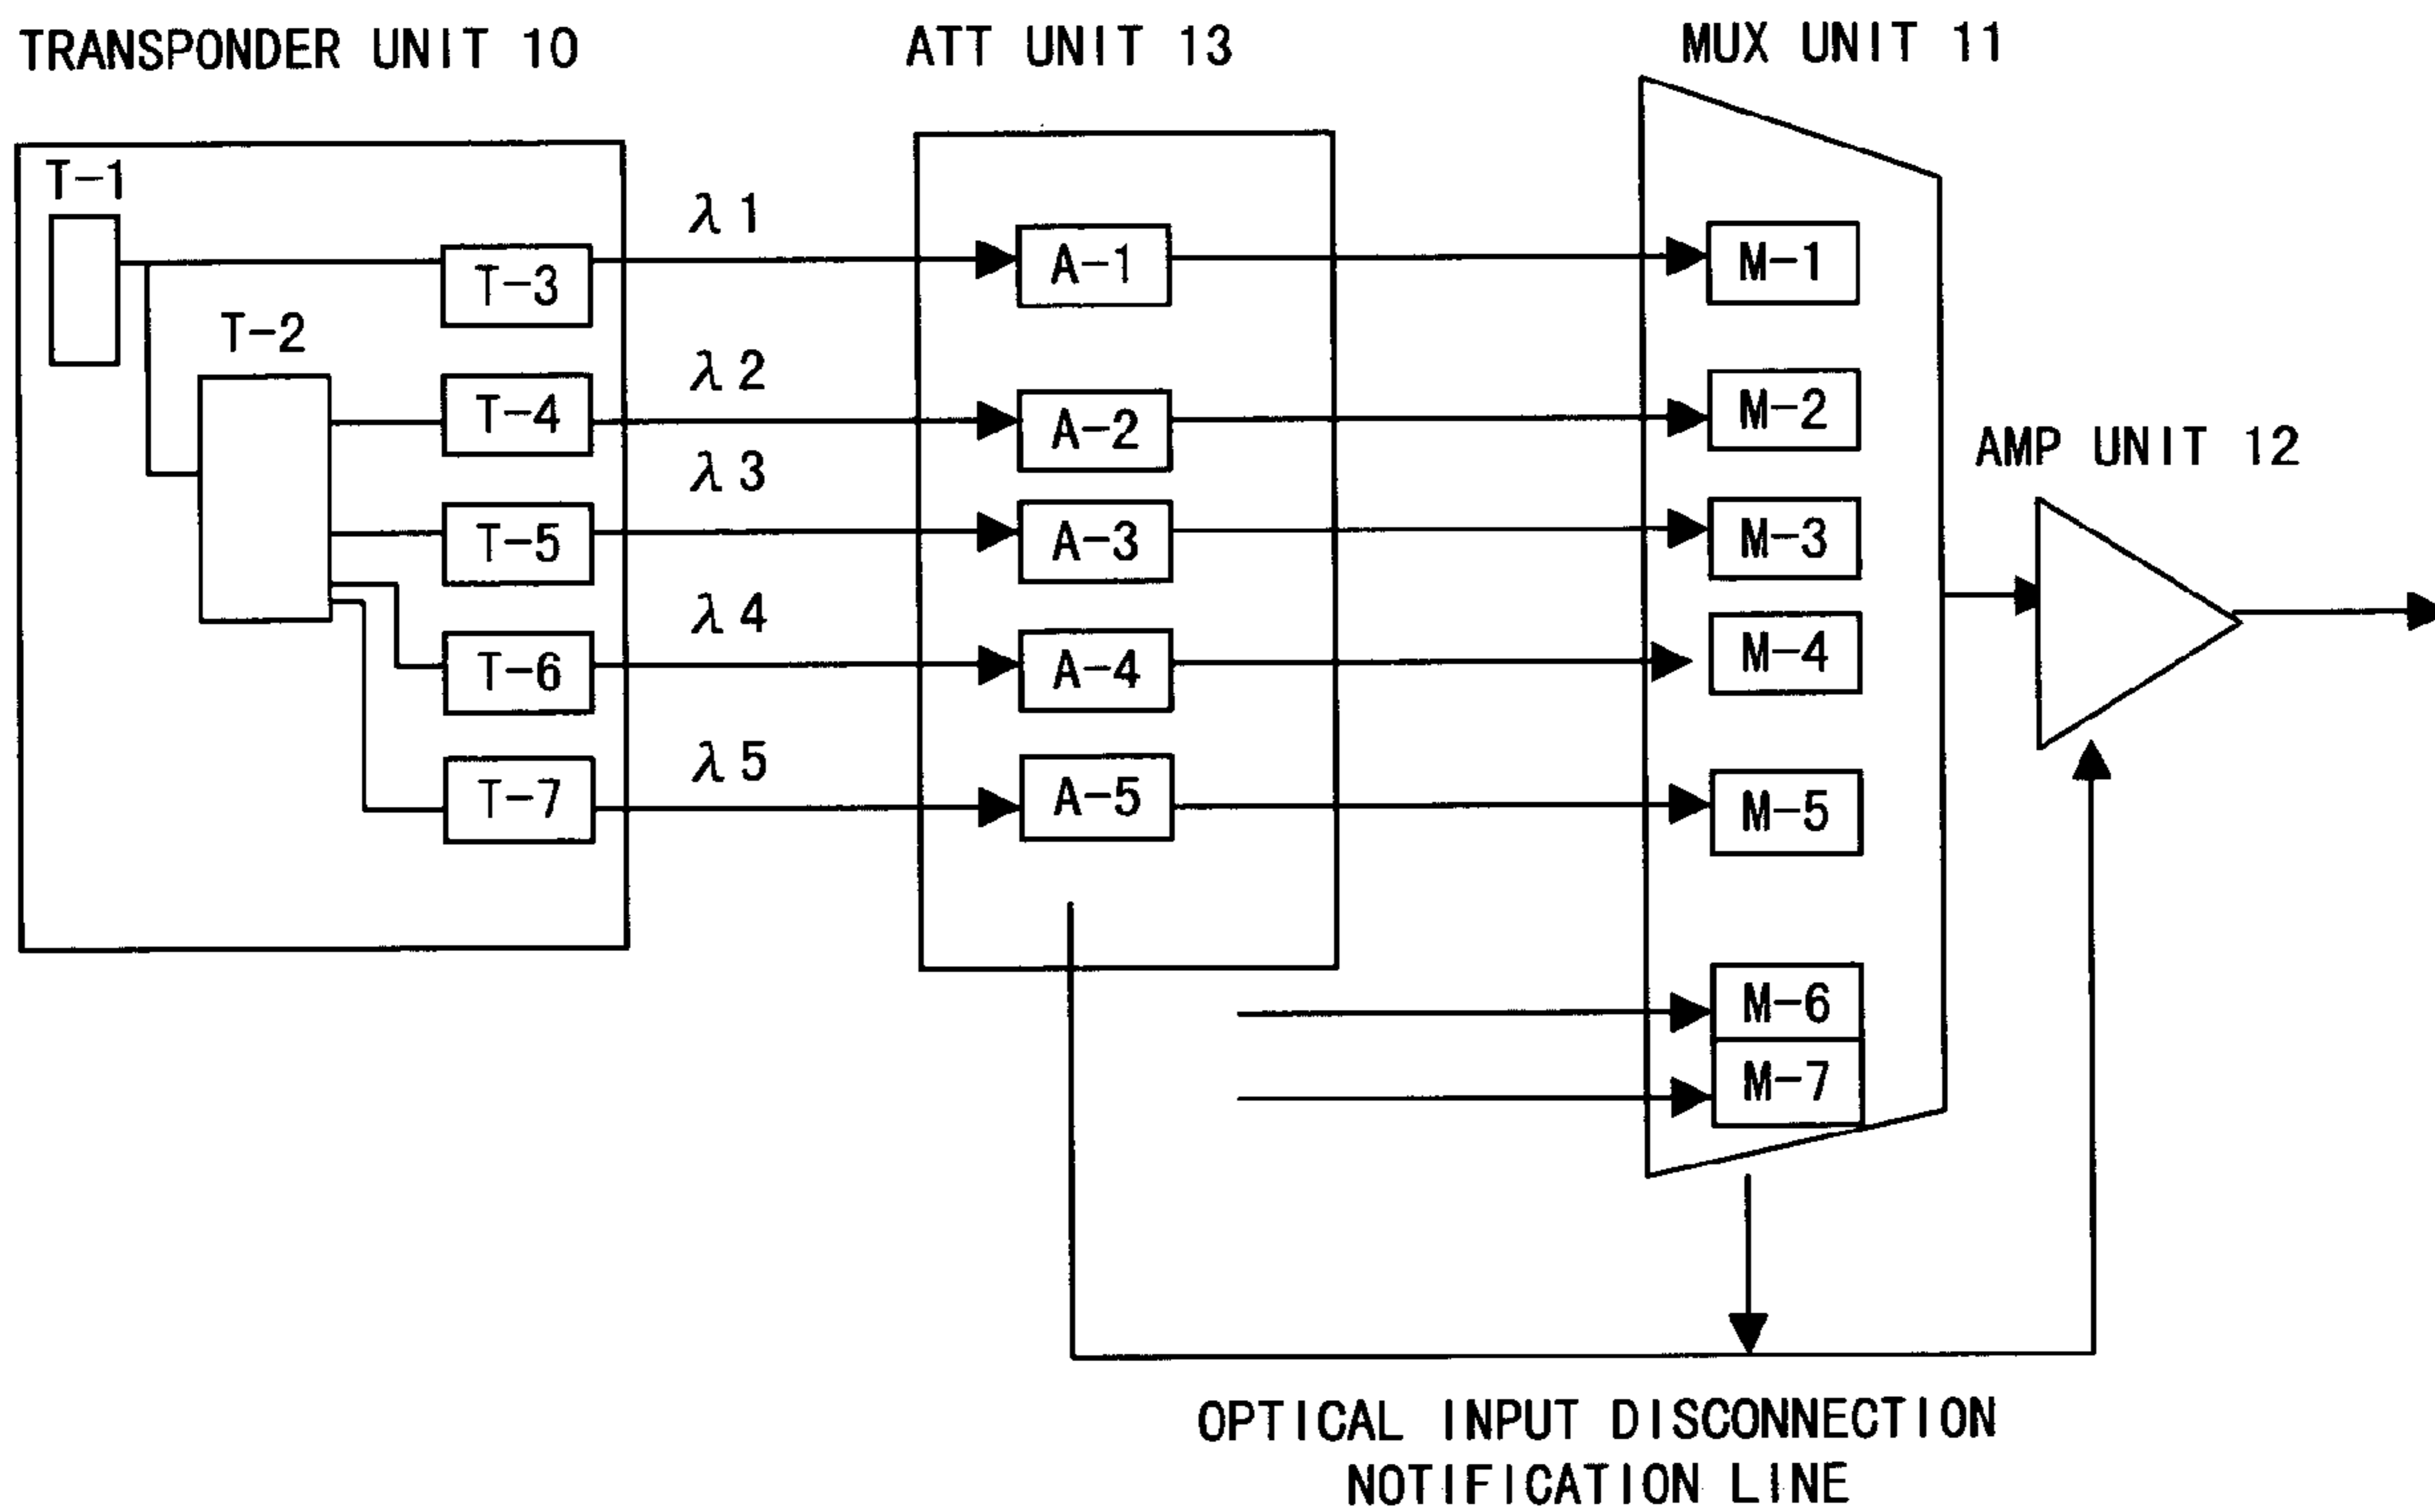 TRANSPONDER UNIT 10
ATT UNIT 13
MUX UNIT 11
T-1
T-2
T-3
T-4
T-5
T-6
T-7
λ1
λ2
λ3
λ4
λ5
A-1
A-2
A-3
A-4
A-5
M-1
M-2
M-3
M-4
M-5
M-6
M-7
AMP UNIT 12
OPTICAL INPUT DISCONNECTION
NOTIFICATION LINE